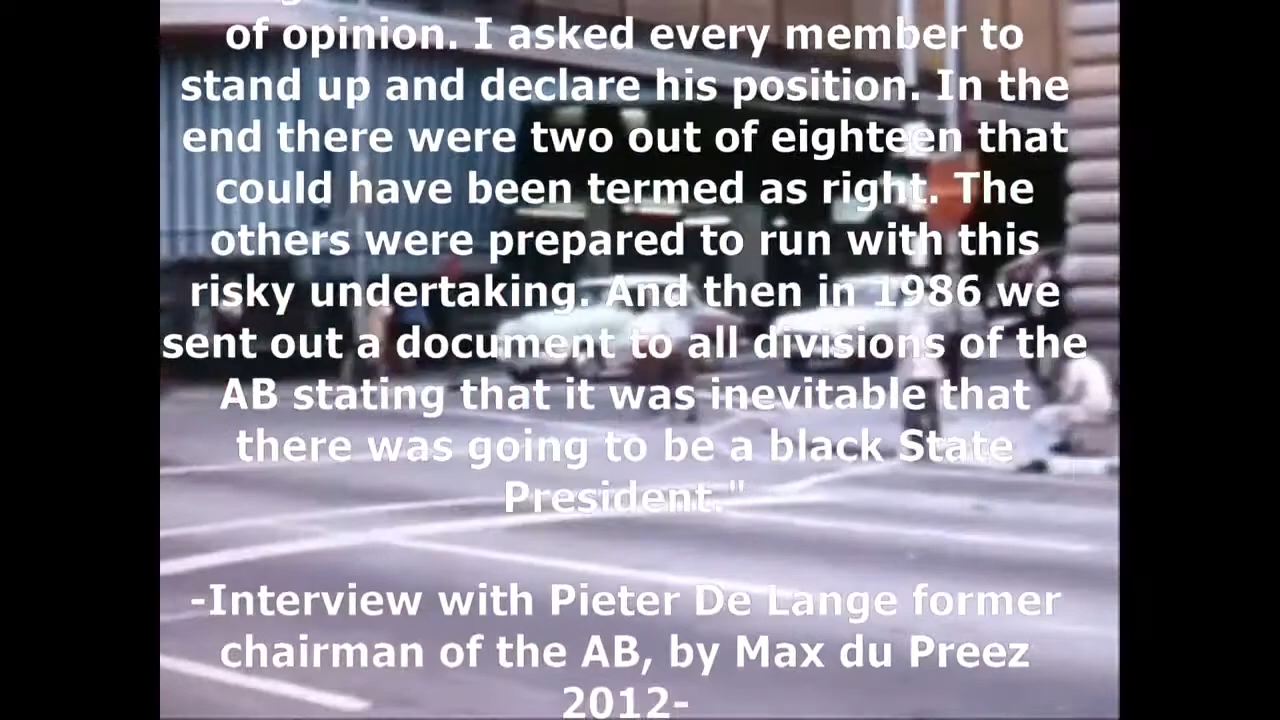 of opinion. I asked every member to
stand up and declare his position. In the
end there were two out of eighteen that
could have been termed as right. The
others were prepared to run with this
risky undertaking. And then in 1986 we
sent out a document to all divisions of the
AB stating that it was inevitable that
there was going to be a black State
President."
-Interview with Pieter De Lange former
chairman of the AB, by Max du Preez
2012-